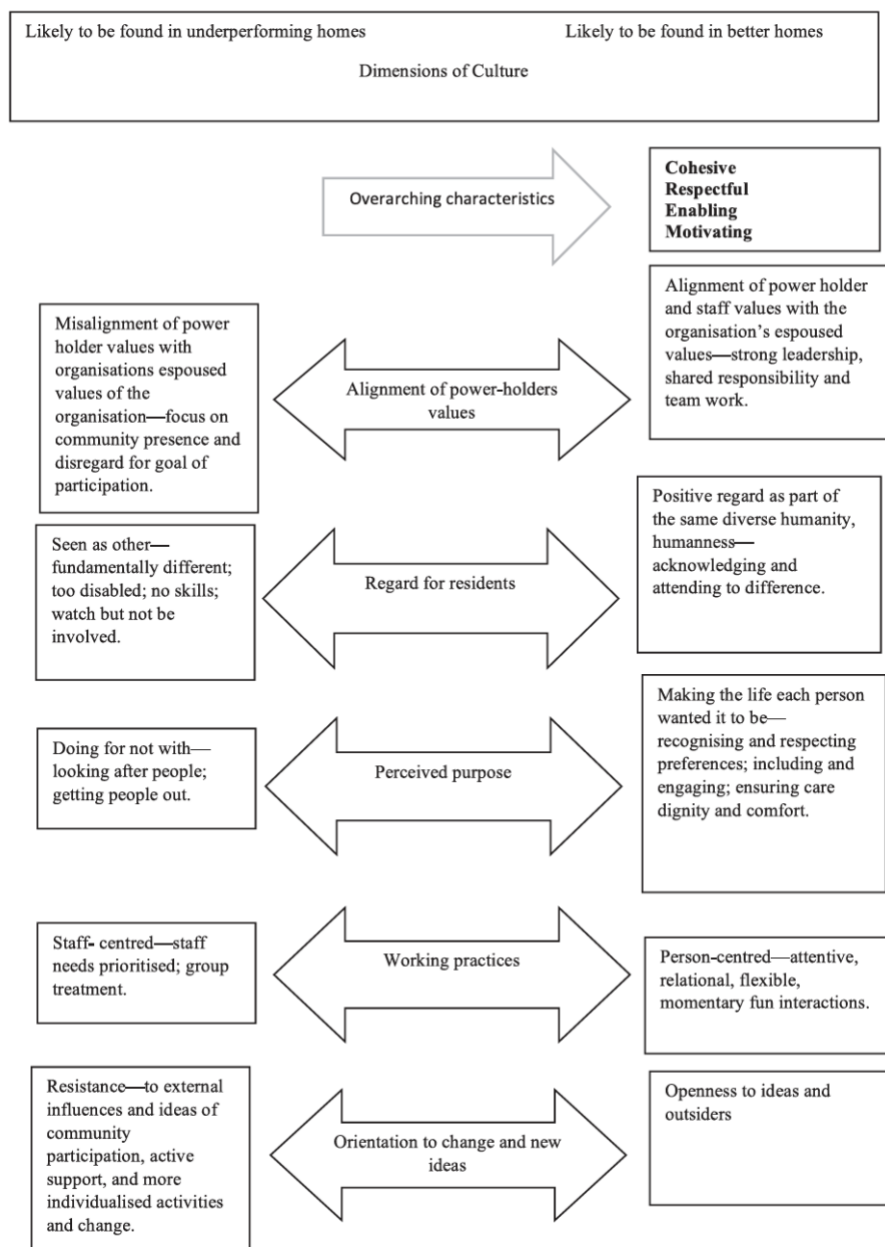 Likely to be found in underperforming homes
Likely to be found in better homes
Dimensions of Culture
Overarching characteristics
Cohesive
Respectful
Enabling
Motivating
Misalignment of power
holder values with
organisations espoused
values of the
organisation—focus on
community presence and
disregard for goal of
participation.
Alignment of power-holders
values
Alignment of power holder
and staff values with the
organisation's espoused
values—strong leadership,
shared responsibility and
team work.
Seen as other—
fundamentally different;
too disabled; no skills;
watch but not be
involved.
Regard for residents
Positive regard as part of
the same diverse humanity,
humanness—
acknowledging and
attending to difference.
Doing for not with—
looking after people;
getting people out.
Perceived purpose
Making the life each person
wanted it to be—
recognising and respecting
preferences; including and
engaging; ensuring care
dignity and comfort.
Staff- centred—staff
needs prioritised; group
treatment.
Working practices
Person-centred—attentive,
relational, flexible,
momentary fun interactions.
Resistance—to external
influences and ideas of
community
participation, active
support, and more
individualised activities
and change.
Orientation to change and new
ideas
Openness to ideas and
outsiders